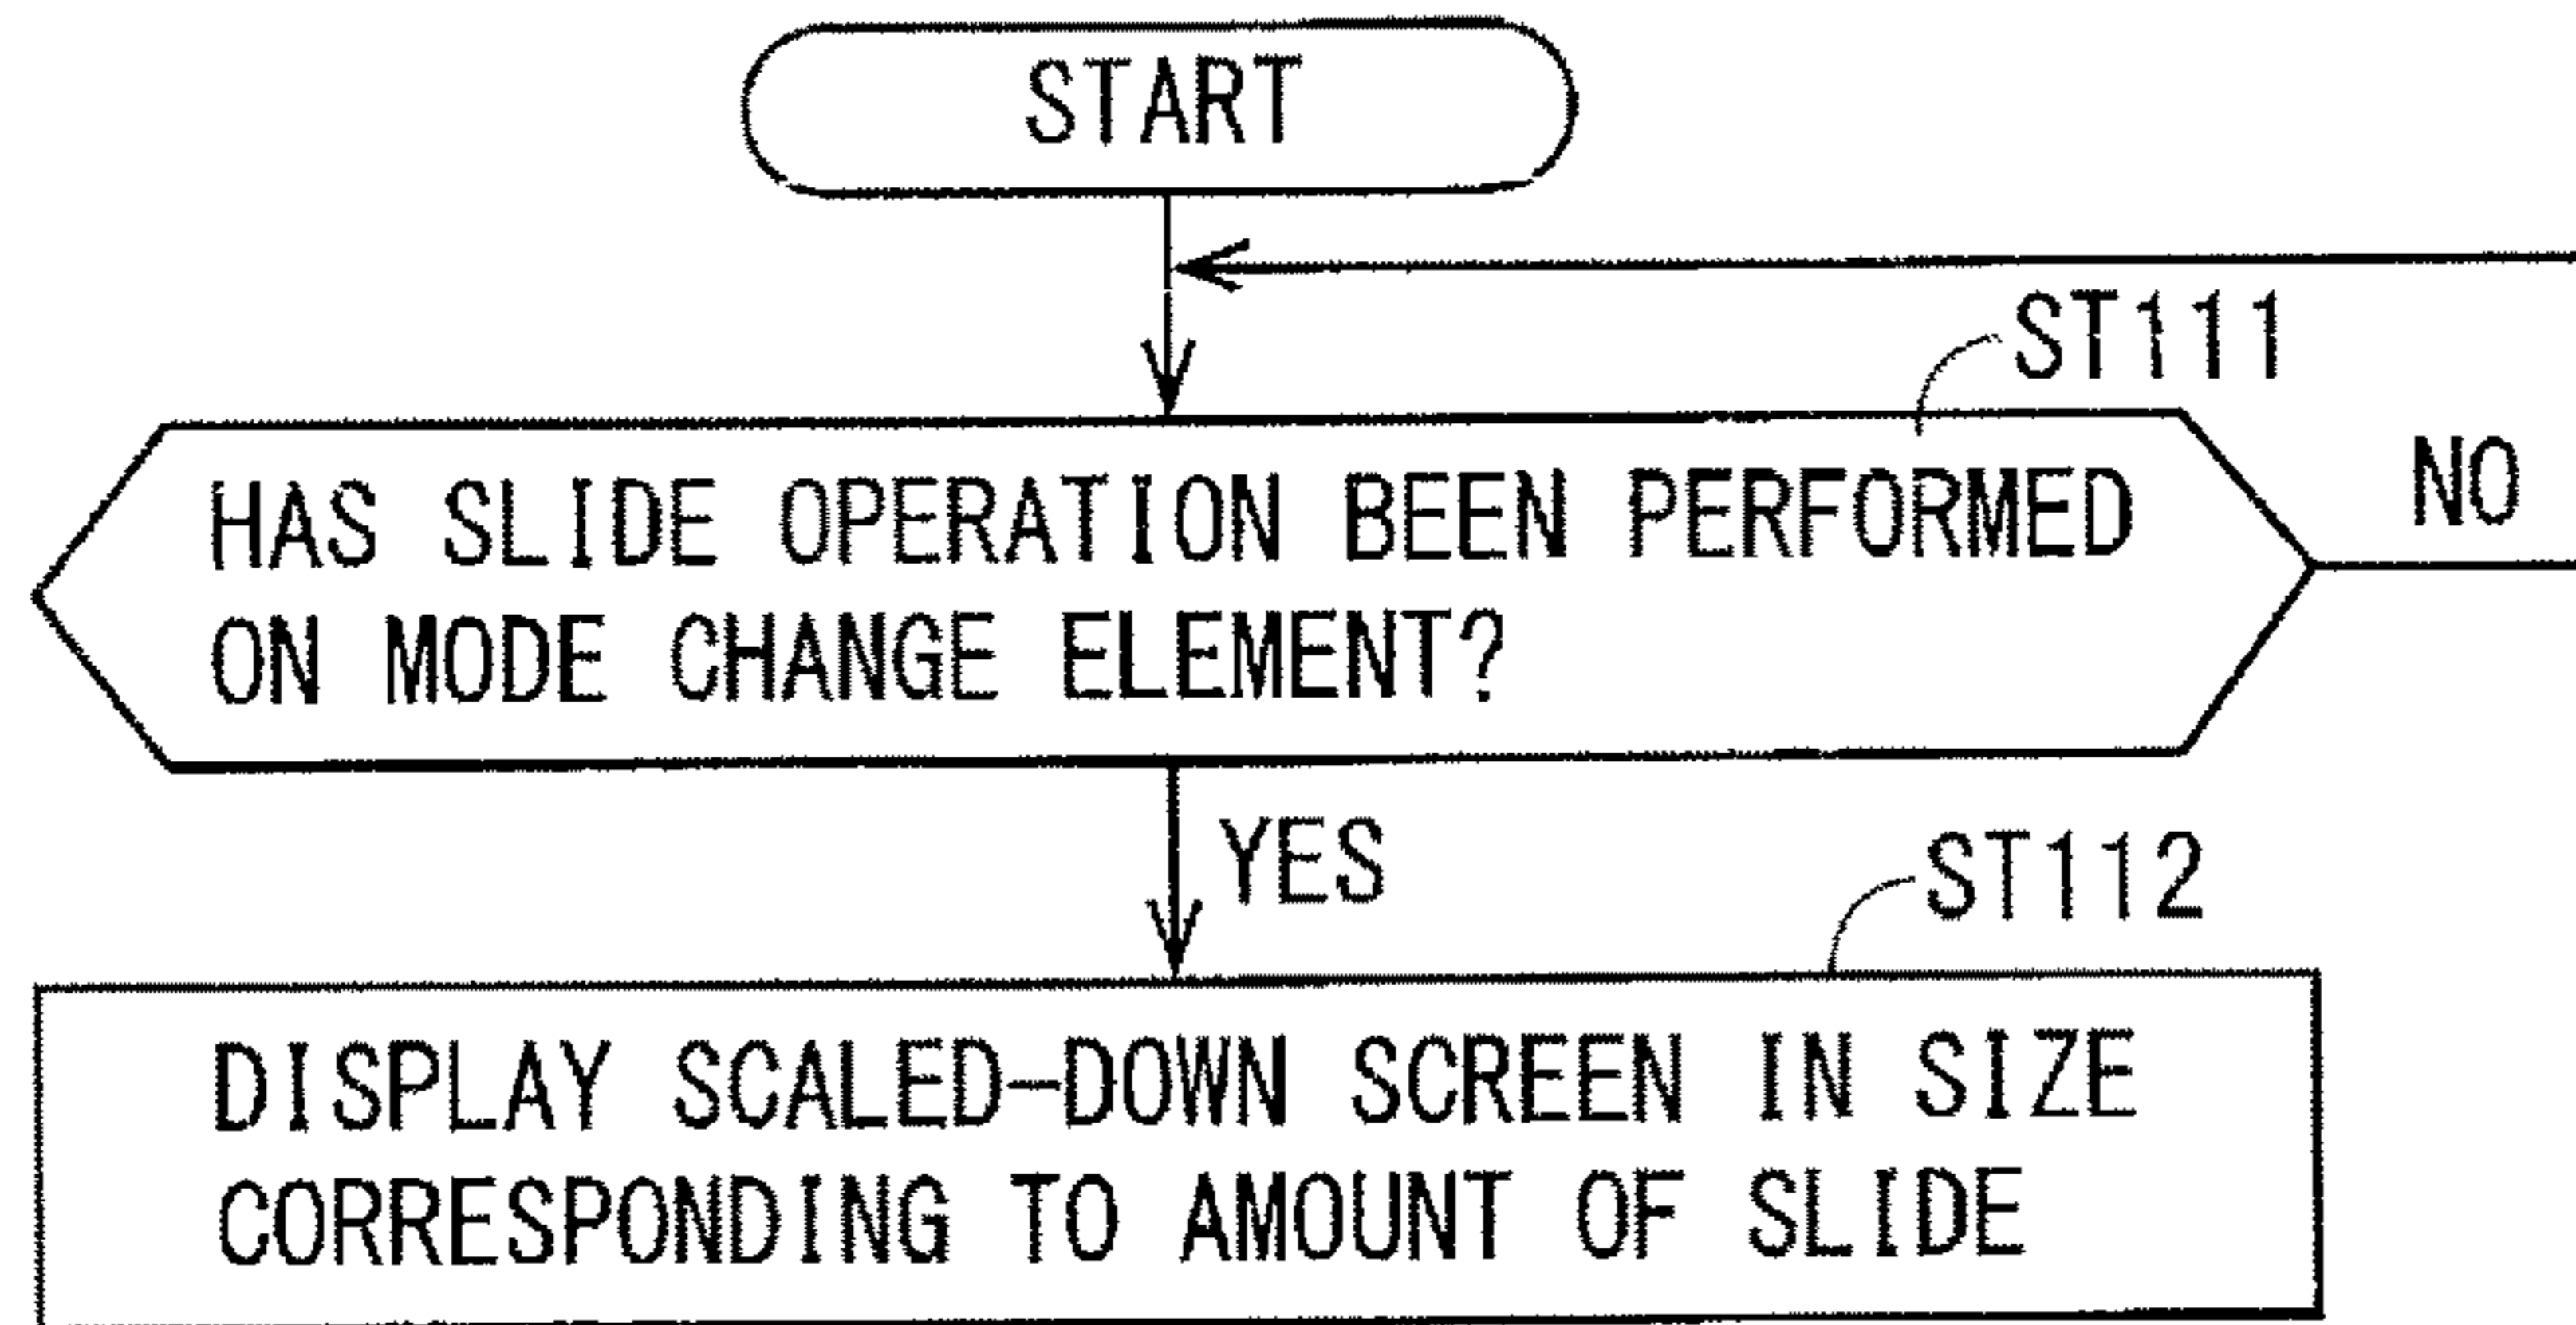 START
ST111
HAS SLIDE OPERATION BEEN PERFORMED
ON MODE CHANGE ELEMENT?
NO
YES
ST112
DISPLAY SCALED-DOWN SCREEN IN SIZE
CORRESPONDING TO AMOUNT OF SLIDE